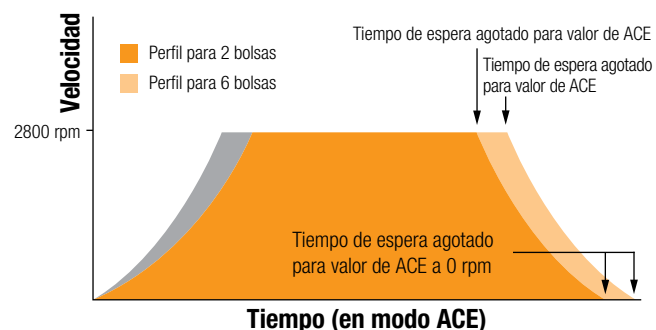 Velocidad
Perfil para 2 bolsas
Perfil para 6 bolsas
Tiempo de espera agotado para valor de ACE
Tiempo de espera agotado
para valor de ACE
2800 rpm
Tiempo de espera agotado
para valor de ACE a 0 rpm
Tiempo (en modo ACE)